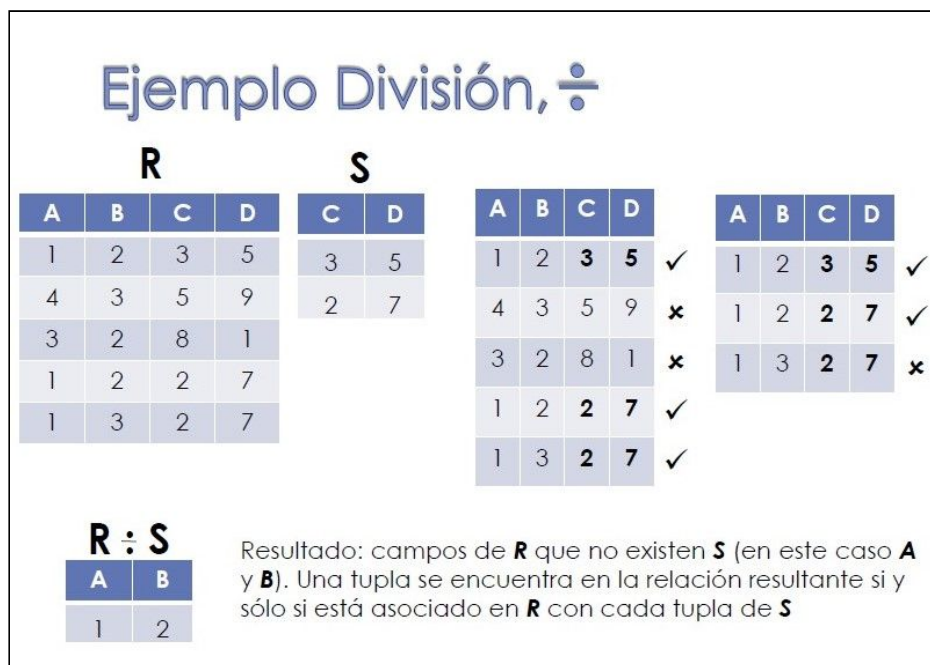 Ejemplo División, ÷
R
A B C D
1 2 3 5
4 3 5 9
3 2 8 1
1 2 2 7
1 3 2 7
S
C D
3 5
2 7
A B C D
1 2 3 5 ✓
4 3 5 9 ✗
3 2 8 1 ✗
1 2 2 7 ✓
1 3 2 7 ✓
A B C D
1 2 3 5 ✓
1 2 2 7 ✓
1 3 2 7 ✗
R ÷ S
A B
1 2
Resultado: campos de R que no existen S (en este caso A
y B). Una tupla se encuentra en la relación resultante si y
sólo si está asociado en R con cada tupla de S